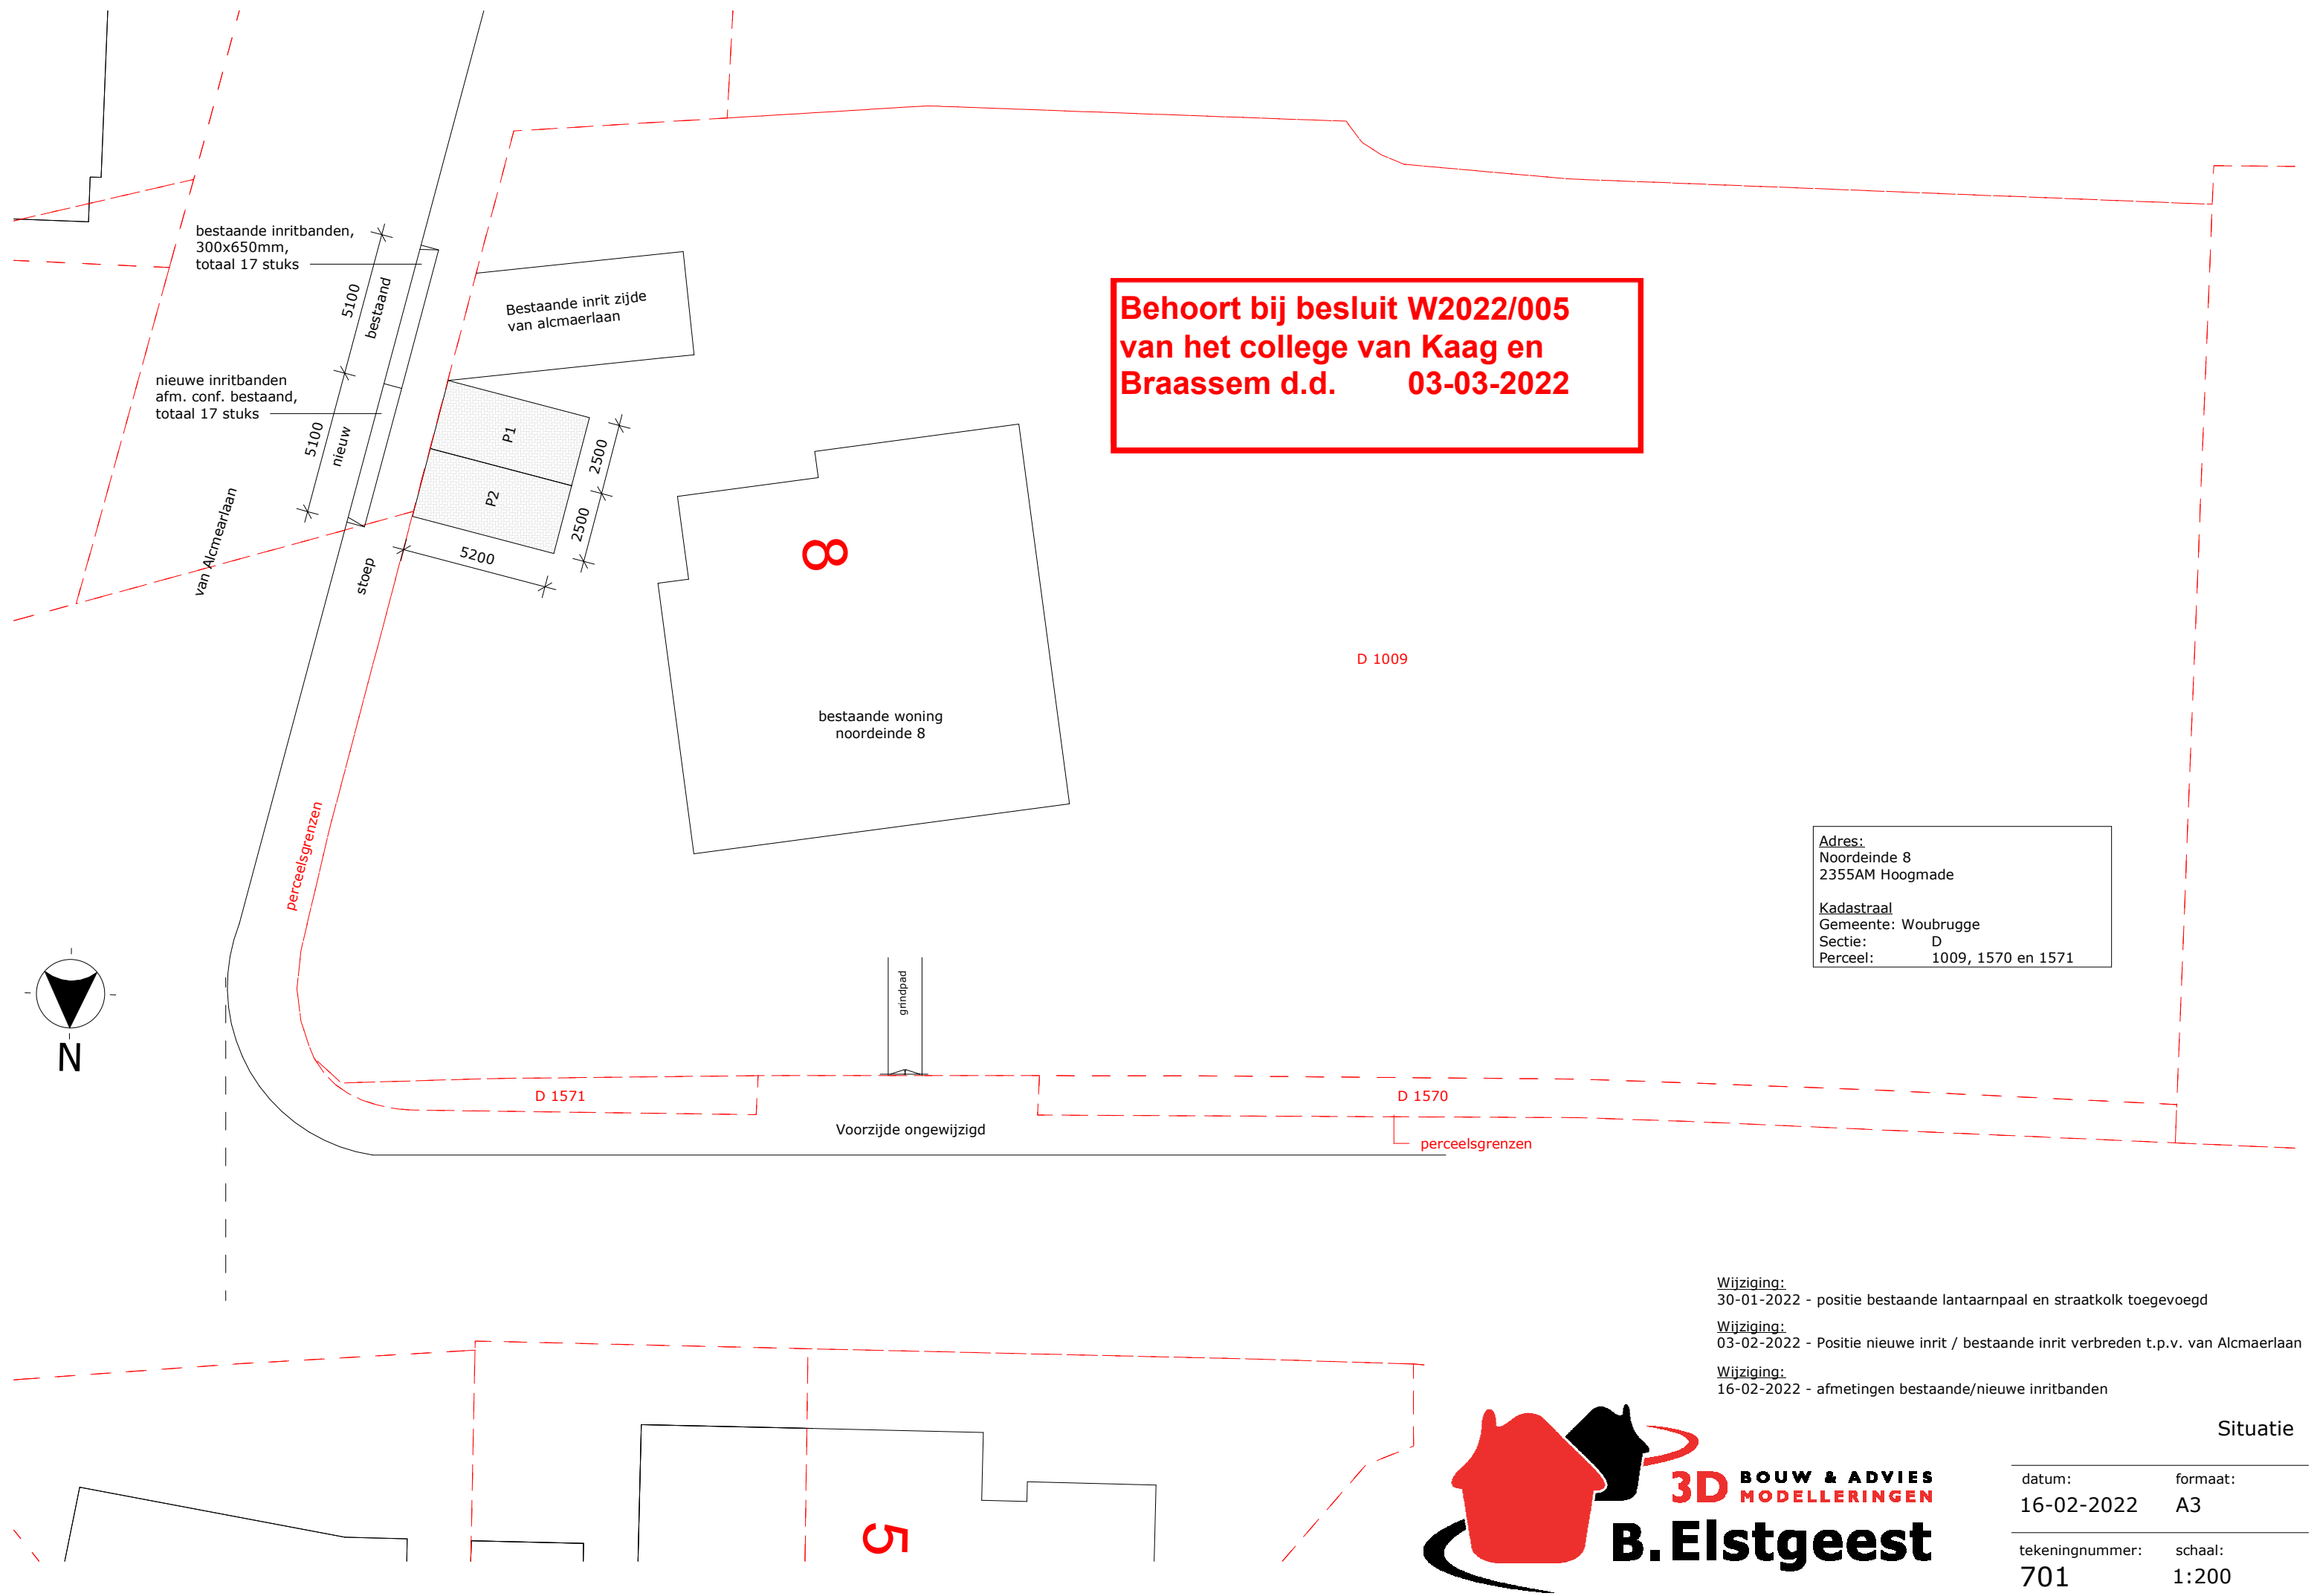 bestaande inritbanden,
300x650mm,
totaal 17 stuks
5100
bestaand
nieuwe inritbanden
afm. conf. bestaand,
totaal 17 stuks
5100
nieuw
van Alcmearlaan
stoep
Bestaande inrit zijde
van alcmaerlaan
P1
P2
2500
2500
5200
Behoort bij besluit W2022/005
van het college van Kaag en
Braassem d.d. 03-03-2022
8
bestaande woning
noordeinde 8
D 1009
perceelsgrenzen
Adres:
Noordeinde 8
2355AM Hoogmade
Kadastraal
Gemeente: Woubrugge
Sectie: D
Perceel: 1009, 1570 en 1571
N
grindpad
D 1571
D 1570
Voorzijde ongewijzigd
perceelsgrenzen
Wijziging:
30-01-2022 - positie bestaande lantaarnpaal en straatkolk toegevoegd
Wijziging:
03-02-2022 - Positie nieuwe inrit / bestaande inrit verbreden t.p.v. van Alcmaerlaan
Wijziging:
16-02-2022 - afmetingen bestaande/nieuwe inritbanden
5
3D BOUW & ADVIES
MODELLERINGEN
B.Elstgeest
Situatie
datum: formaat:
16-02-2022 A3
tekeningnummer: schaal:
701 1:200